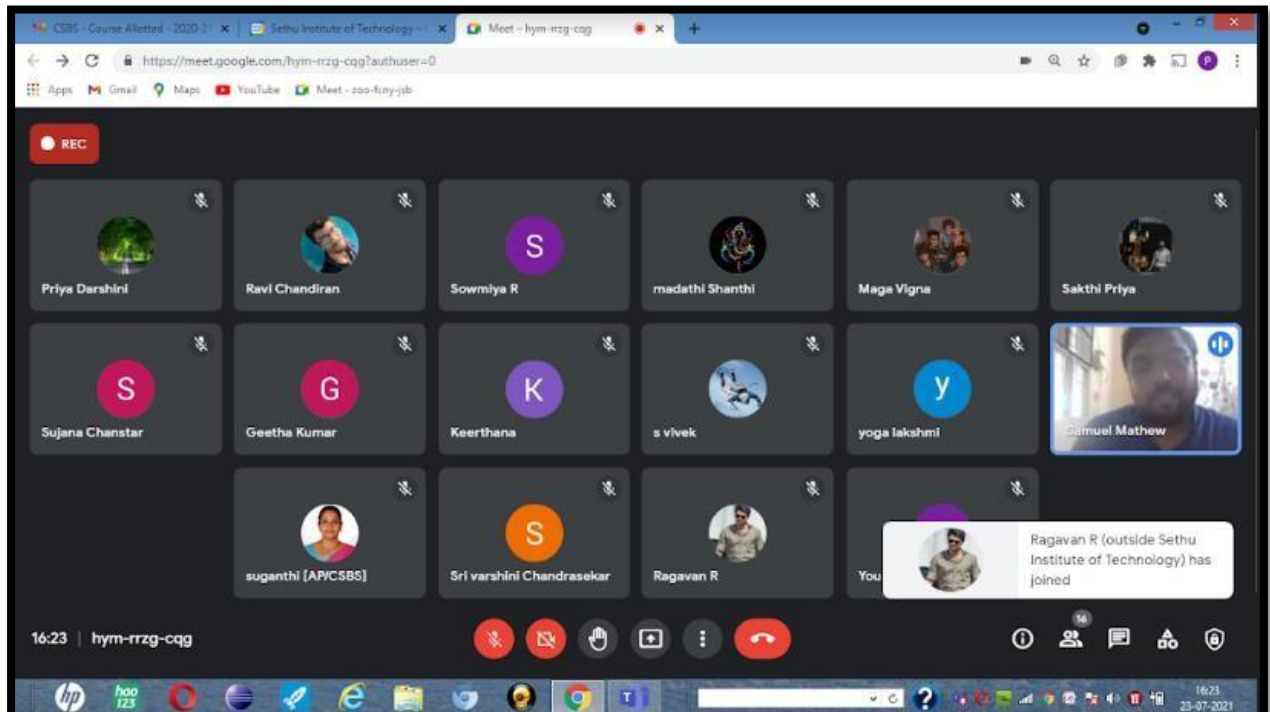 CSBS - Course Allotted - 2020-2
Sethu Institute of Technology -
Meet - hym-rrzg-cqg
https://meet.google.com/hym-rrzg-cqg?authuser=0
P
Apps Gmail Maps YouTube Meet - zoo-fcny-jsb
REC
Priya Darshini
Ravi Chandiran
S
Sowmiya R
madathi Shanthi
Maga Vigna
Sakthi Priya
S
Sujana Chanstar
G
Geetha Kumar
K
Keerthana
s vivek
y
yoga lakshmi
Samuel Mathew
suganthi [AP/CSBS]
S
Sri varshini Chandrasekar
Ragavan R
You
Ragavan R (outside Sethu
Institute of Technology) has
joined
16:23 | hym-rrzg-cqg
16
hp
hoo
123
T
16:23
23-07-2021